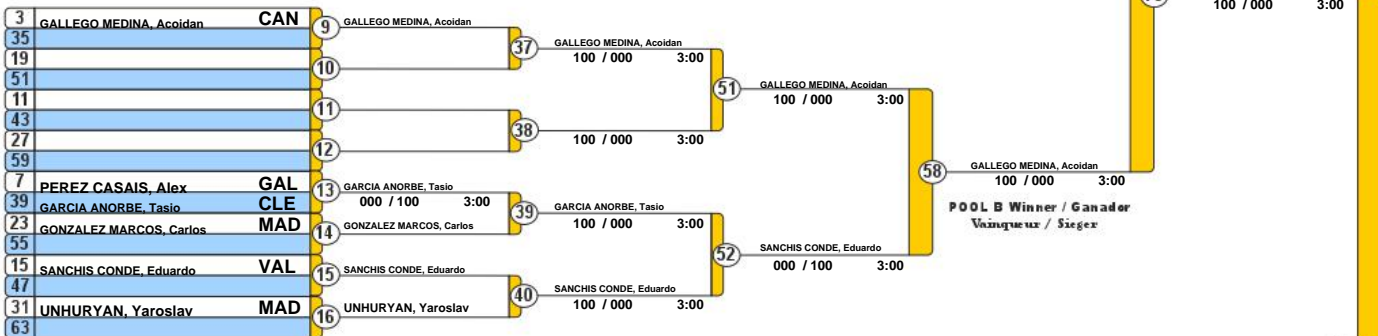 100 / 000 3:00
3 GALLEGO MEDINA, Acoidan CAN
35
9 GALLEGO MEDINA, Acoidan
19
51
10
37 GALLEGO MEDINA, Acoidan
100 / 000 3:00
11
43
11
27
59
12
38
100 / 000 3:00
51 GALLEGO MEDINA, Acoidan
100 / 000 3:00
7 PEREZ CASAIS, Alex GAL
39 GARCIA ANORBE, Tasio CLE
13 GARCIA ANORBE, Tasio
000 / 100 3:00
23 GONZALEZ MARCOS, Carlos MAD
55
14 GONZALEZ MARCOS, Carlos
39 GARCIA ANORBE, Tasio
100 / 000 3:00
15 SANCHIS CONDE, Eduardo VAL
47
15 SANCHIS CONDE, Eduardo
31 UNHURYAN, Yaroslav MAD
63
16 UNHURYAN, Yaroslav
40 SANCHIS CONDE, Eduardo
100 / 000 3:00
52 SANCHIS CONDE, Eduardo
000 / 100 3:00
58 GALLEGO MEDINA, Acoidan
100 / 000 3:00
POOL B Winner / Ganador
Vainqueur / Sieger